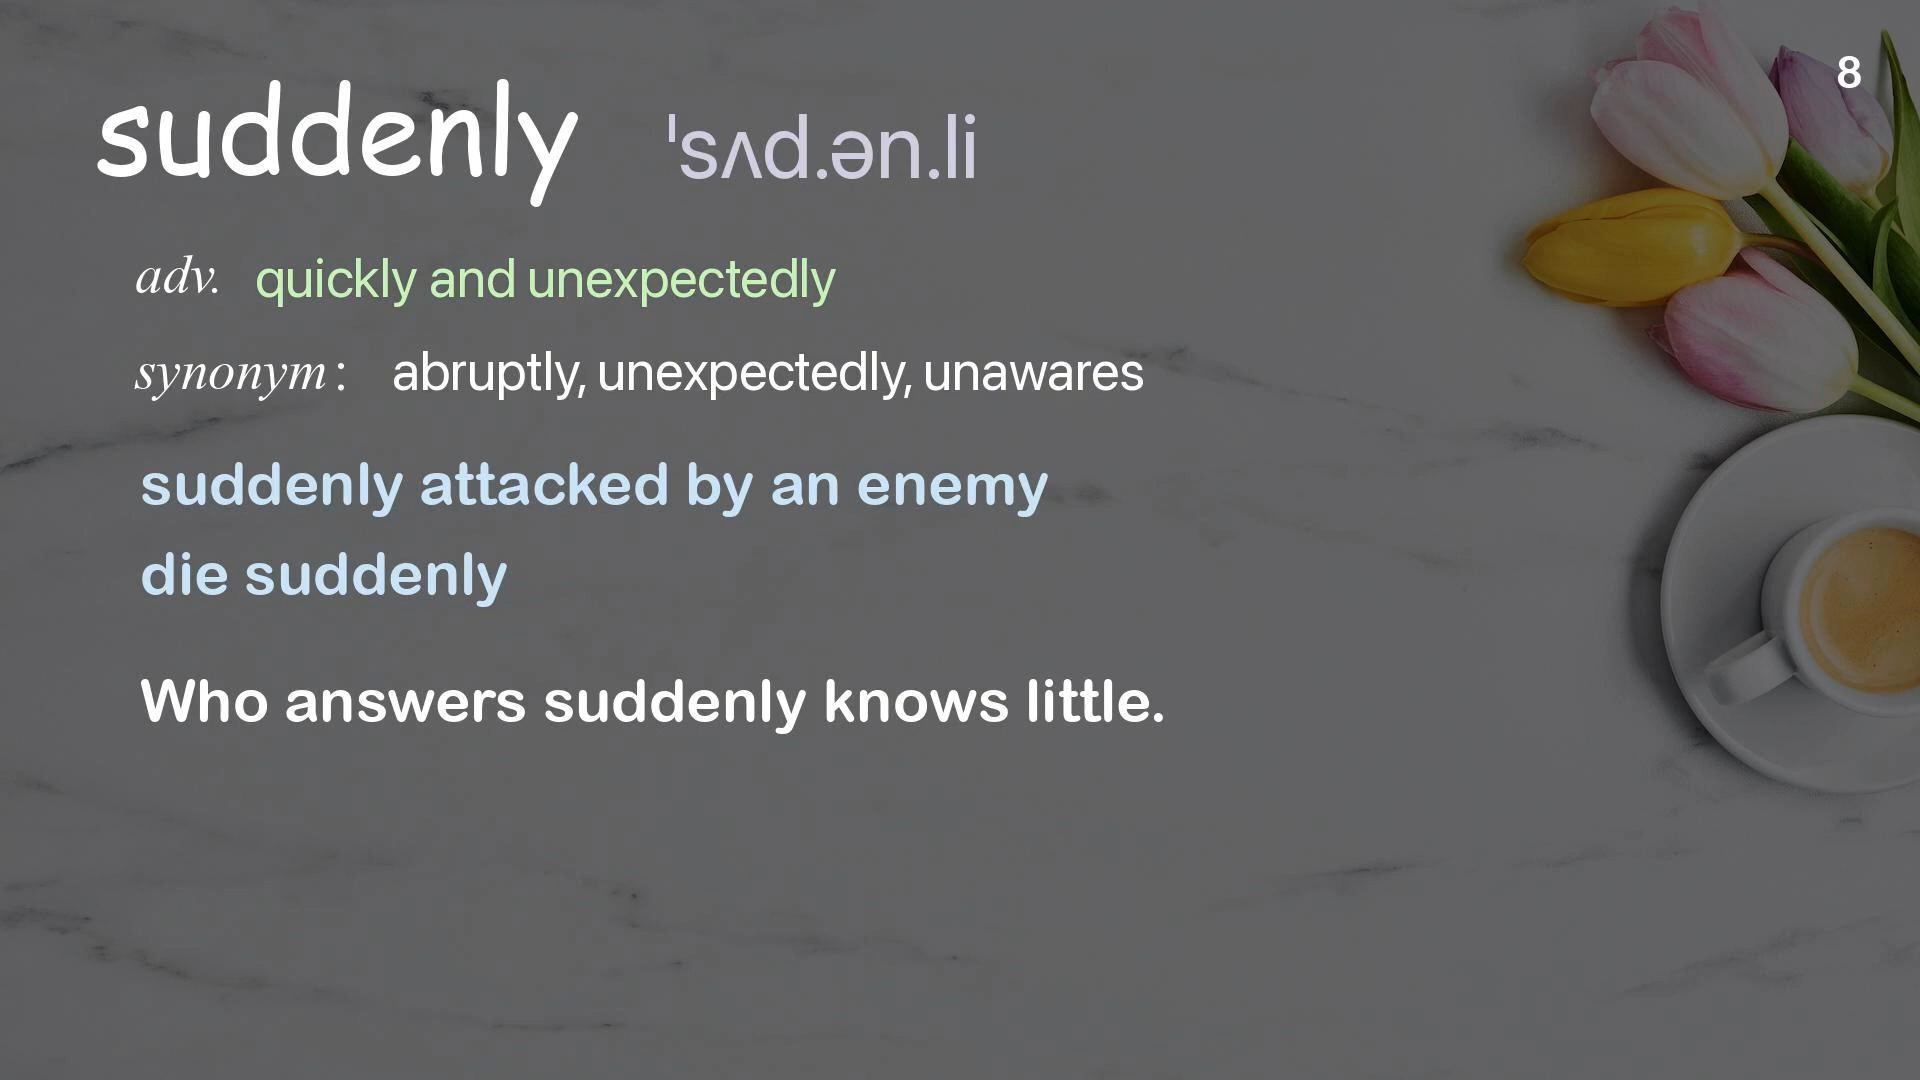 8
suddenly ˈsʌd.ən.li
adv. quickly and unexpectedly
synonym : abruptly, unexpectedly, unawares
suddenly attacked by an enemy
die suddenly
Who answers suddenly knows little.